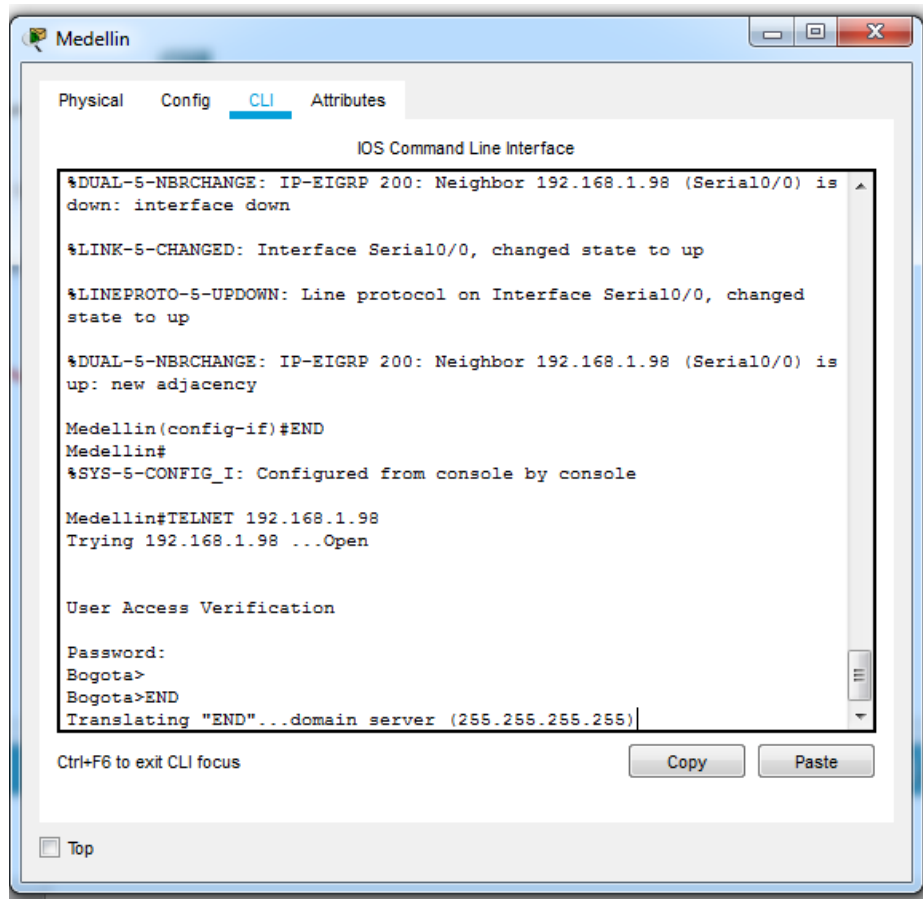 Medellin
Physical Config CLI Attributes
IOS Command Line Interface
%DUAL-5-NBRCHANGE: IP-EIGRP 200: Neighbor 192.168.1.98 (Serial0/0) is
down: interface down
%LINK-5-CHANGED: Interface Serial0/0, changed state to up
%LINEPROTO-5-UPDOWN: Line protocol on Interface Serial0/0, changed
state to up
%DUAL-5-NBRCHANGE: IP-EIGRP 200: Neighbor 192.168.1.98 (Serial0/0) is
up: new adjacency
Medellin(config-if)#END
Medellin#
%SYS-5-CONFIG_I: Configured from console by console
Medellin#TELNET 192.168.1.98
Trying 192.168.1.98 ...Open
User Access Verification
Password:
Bogota>
Bogota>END
Translating "END"...domain server (255.255.255.255)
Ctrl+F6 to exit CLI focus
Copy Paste
Top